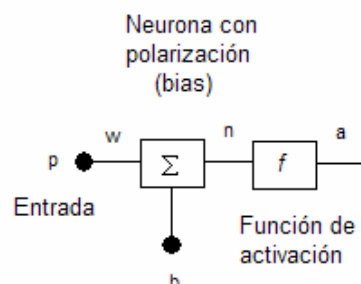 Neurona con
polarización
(bias)
w
n
a
p
Σ
f
Entrada
Función de
activación
b